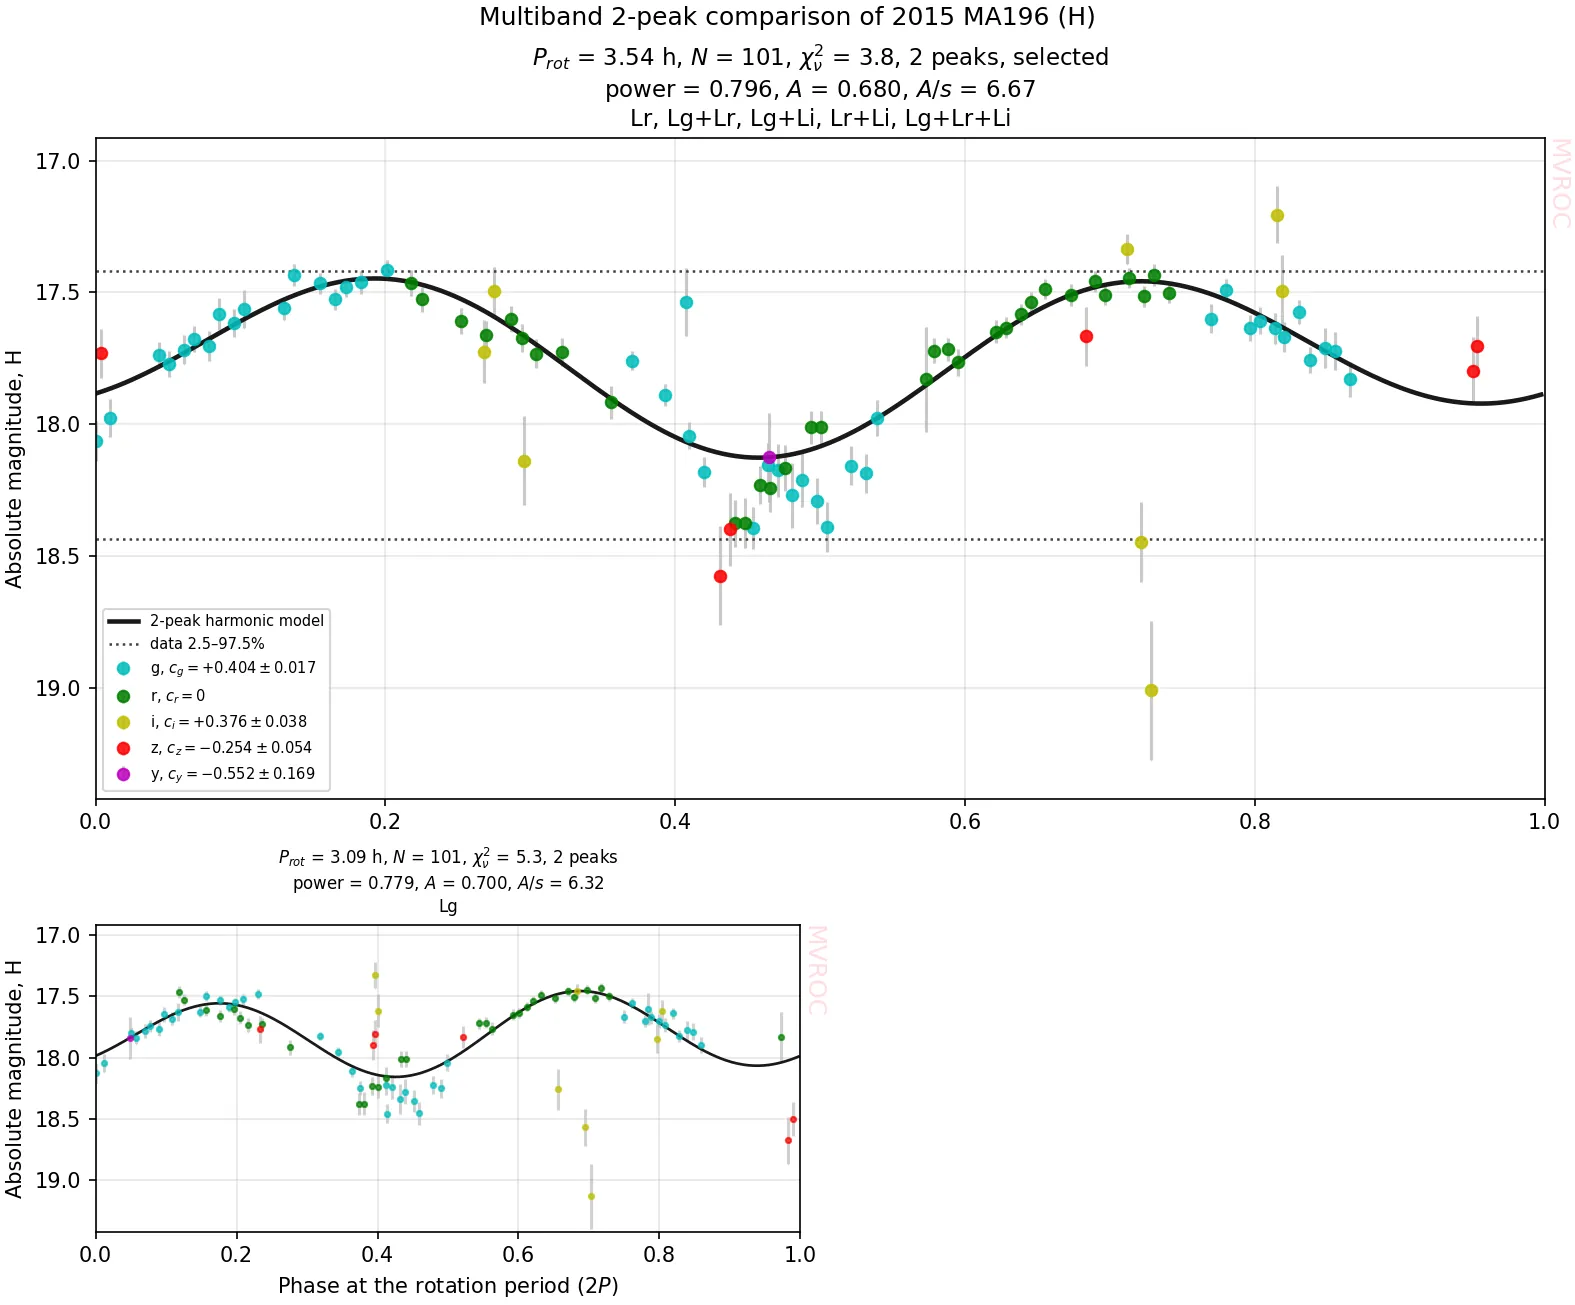 Multiband 2-peak comparison of 2015 MA196 (H)
P_rot = 3.54 h, N = 101, χ²_ν = 3.8, 2 peaks, selected
power = 0.796, A = 0.680, A/s = 6.67
Lr, Lg+Lr, Lg+Li, Lr+Li, Lg+Lr+Li
MVROC
Absolute magnitude, H
17.0
17.5
18.0
18.5
19.0
2-peak harmonic model
data 2.5–97.5%
g, c_g = +0.404 ± 0.017
r, c_r = 0
i, c_i = +0.376 ± 0.038
z, c_z = −0.254 ± 0.054
y, c_y = −0.552 ± 0.169
0.0 0.2 0.4 0.6 0.8 1.0
P_rot = 3.09 h, N = 101, χ²_ν = 5.3, 2 peaks
power = 0.779, A = 0.700, A/s = 6.32
Lg
MVROC
Absolute magnitude, H
17.0
17.5
18.0
18.5
19.0
0.0 0.2 0.4 0.6 0.8 1.0
Phase at the rotation period (2P)